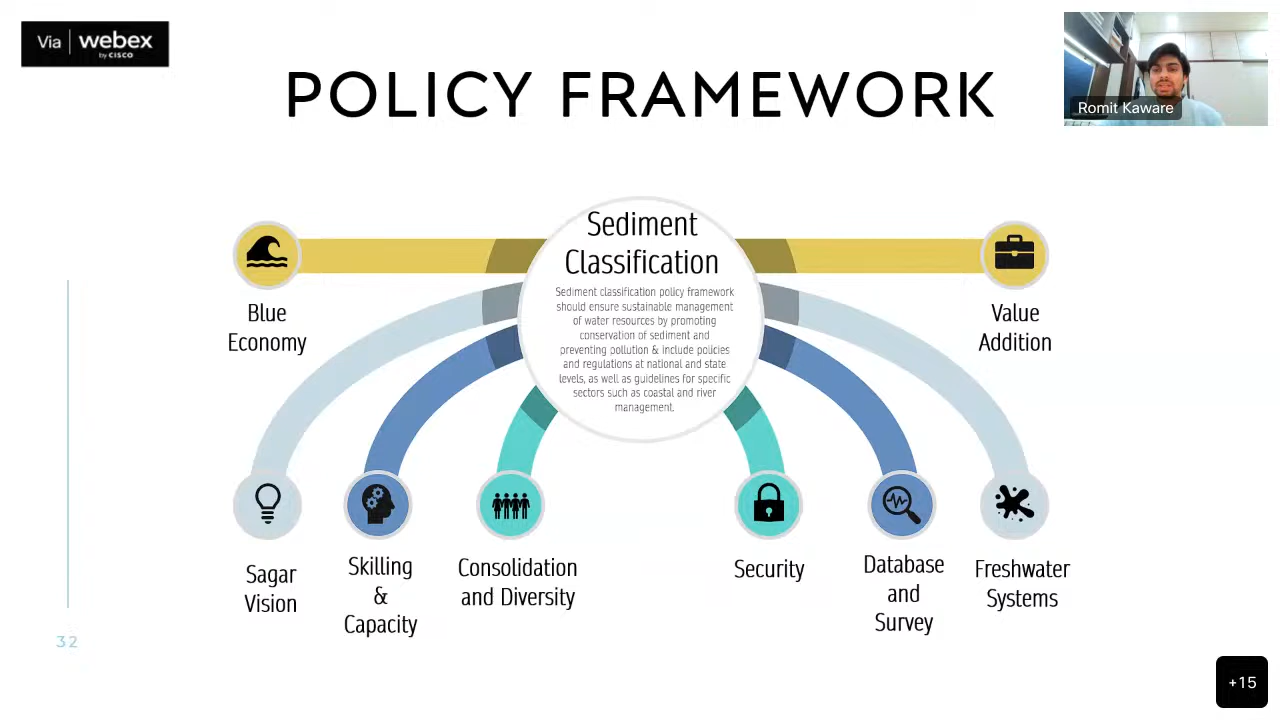 Via webex
by CISCO
POLICY FRAMEWORK
Romit Kaware
Sediment
Classification
Sediment classification policy framework
should ensure sustainable management
of water resources by promoting
conservation of sediment and
preventing pollution & include policies
and regulations at national and state
levels, as well as guidelines for specific
sectors such as coastal and river
management.
Blue
Economy
Value
Addition
Sagar
Vision
Skilling
&
Capacity
Consolidation
and Diversity
Security
Database
and
Survey
Freshwater
Systems
32
+15